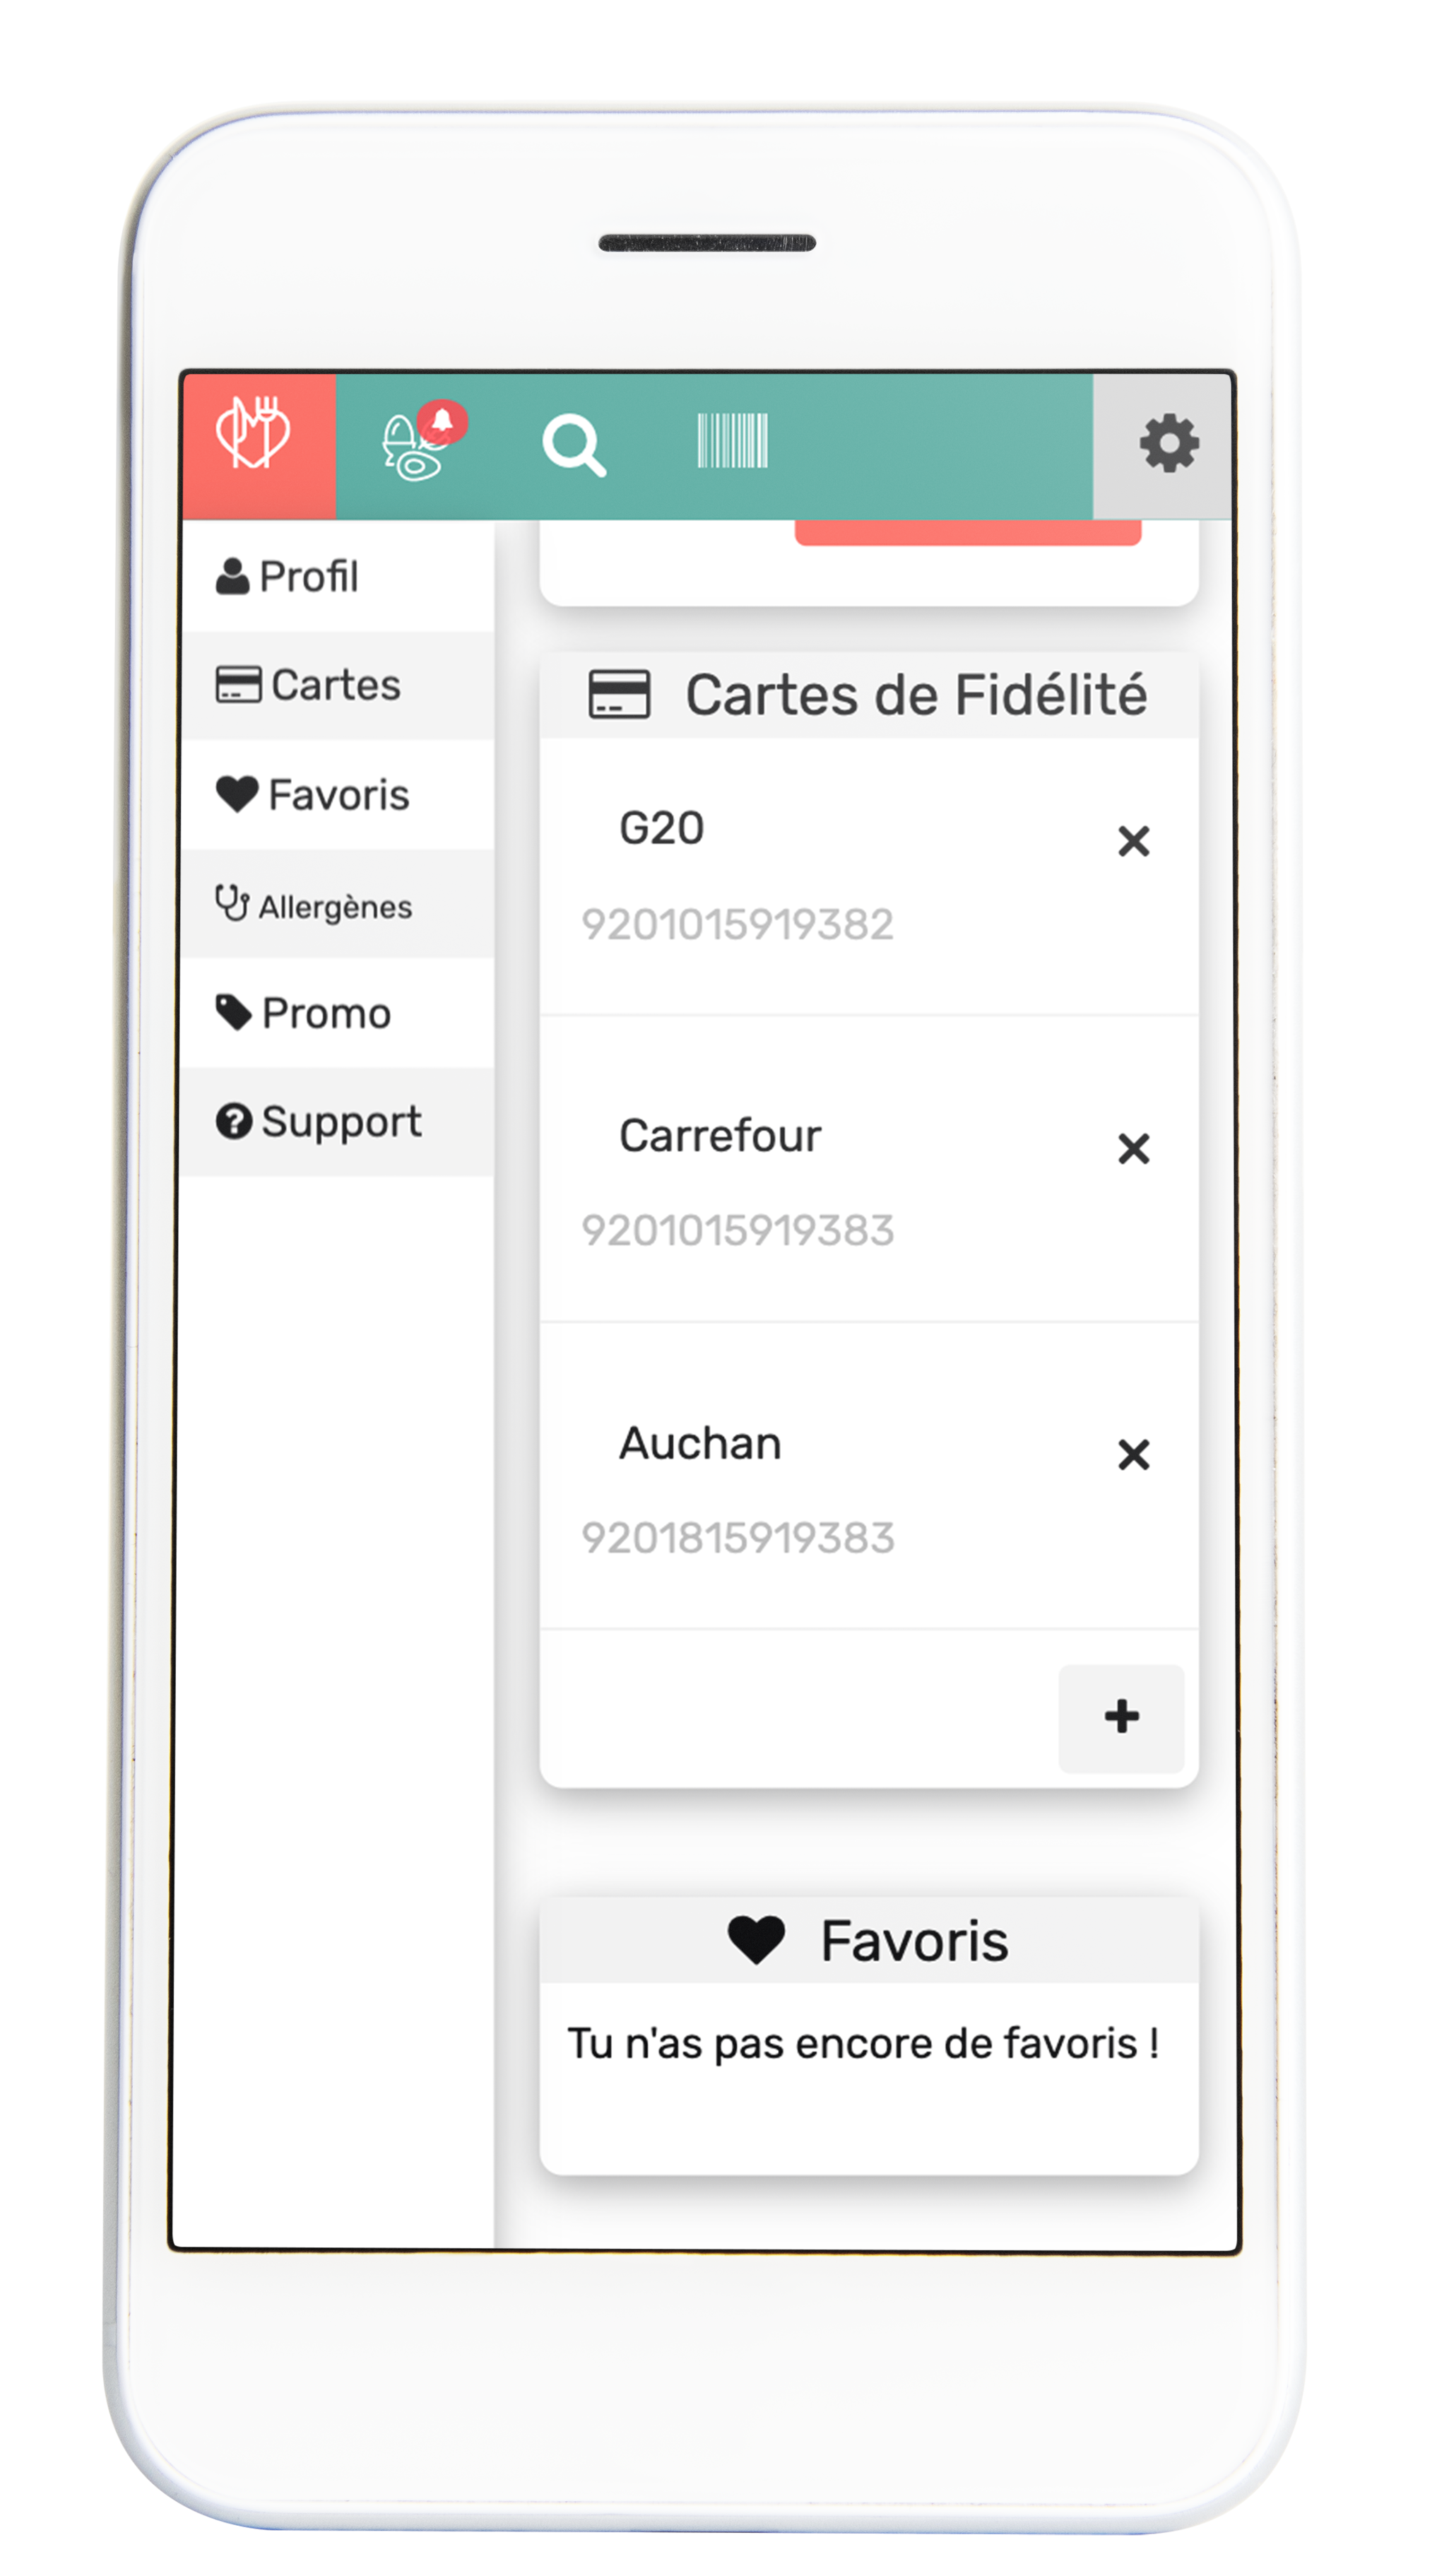 Profil
Cartes
Favoris
Allergènes
Promo
Support
Cartes de Fidélité
G20
9201015919382
Carrefour
9201015919383
Auchan
9201815919383
Favoris
Tu n'as pas encore de favoris !